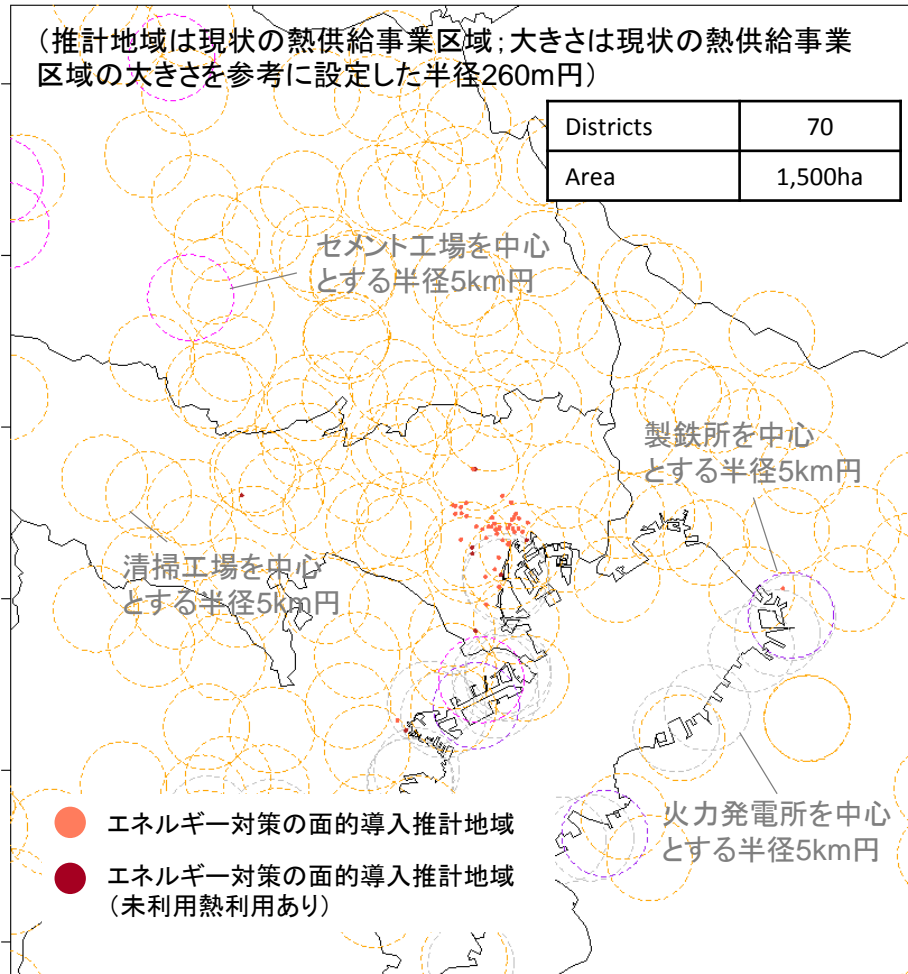 （推計地域は現状の熱供給事業区域；大きさは現状の熱供給事業
区域の大きさを参考に設定した半径260m円）
Districts 70
Area 1,500ha
セメント工場を中心
とする半径5km円
製鉄所を中心
とする半径5km円
清掃工場を中心
とする半径5km円
火力発電所を中心
とする半径5km円
エネルギー対策の面的導入推計地域
エネルギー対策の面的導入推計地域
（未利用熱利用あり）